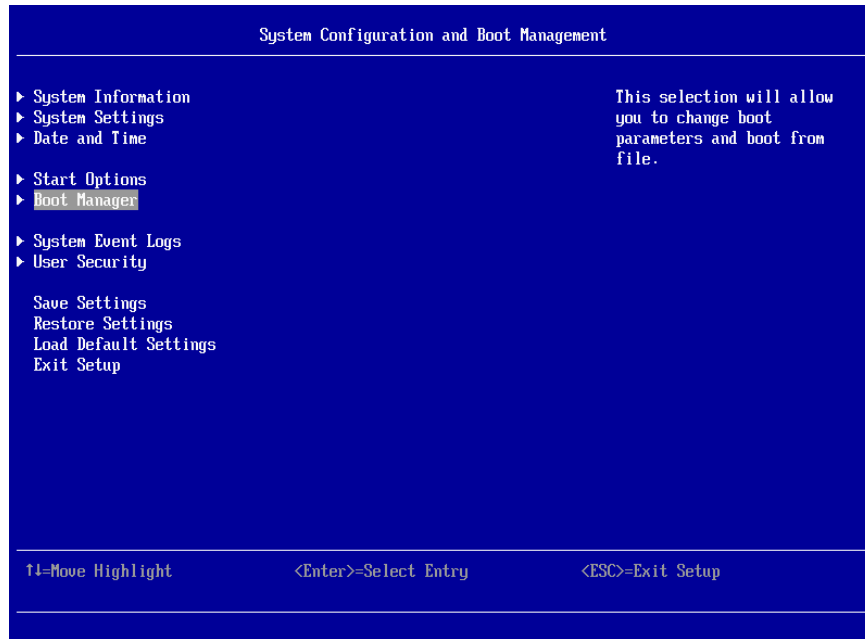 System Configuration and Boot Management
▶ System Information
▶ System Settings
▶ Date and Time
▶ Start Options
▶ Boot Manager
▶ System Event Logs
▶ User Security
Save Settings
Restore Settings
Load Default Settings
Exit Setup
This selection will allow
you to change boot
parameters and boot from
file.
↑↓=Move Highlight <Enter>=Select Entry <ESC>=Exit Setup